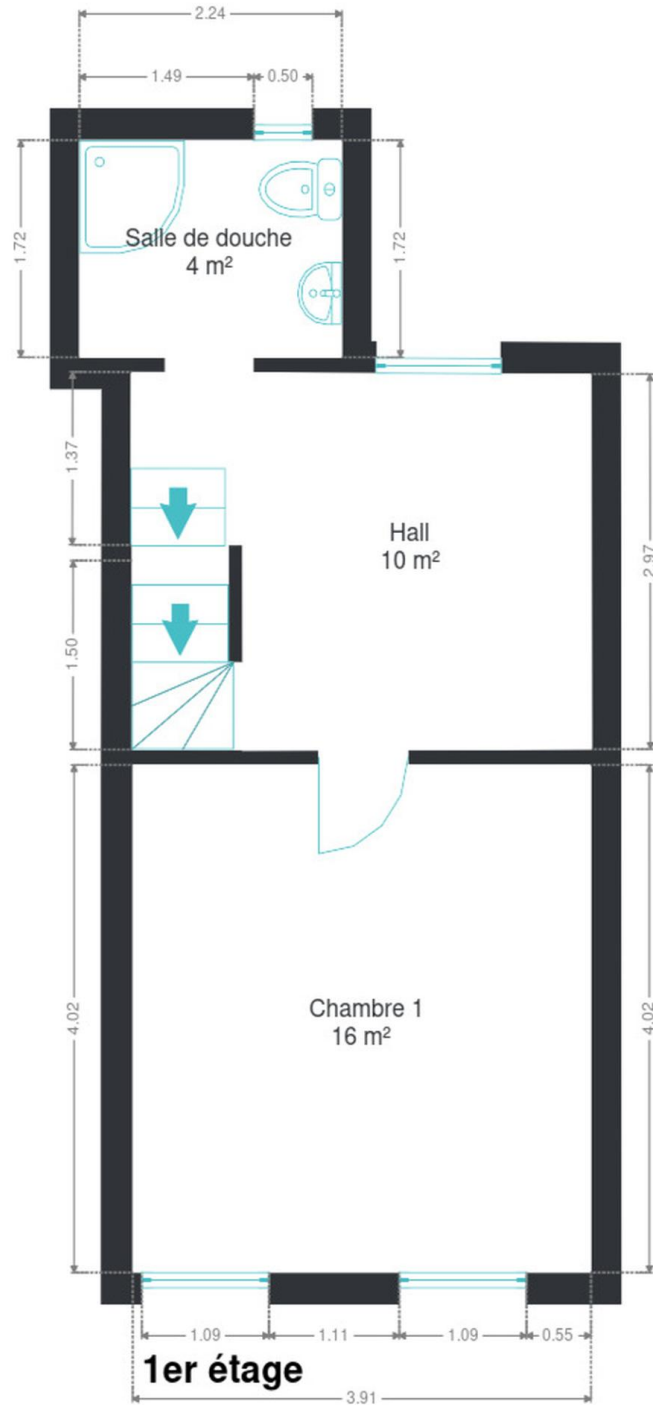 2.24
1.49
0.50
1.72
1.72
Salle de douche
4 m²
1.37
2.97
Hall
10 m²
1.50
4.02
4.02
Chambre 1
16 m²
1.09
1.11
1.09
0.55
1er étage
3.91